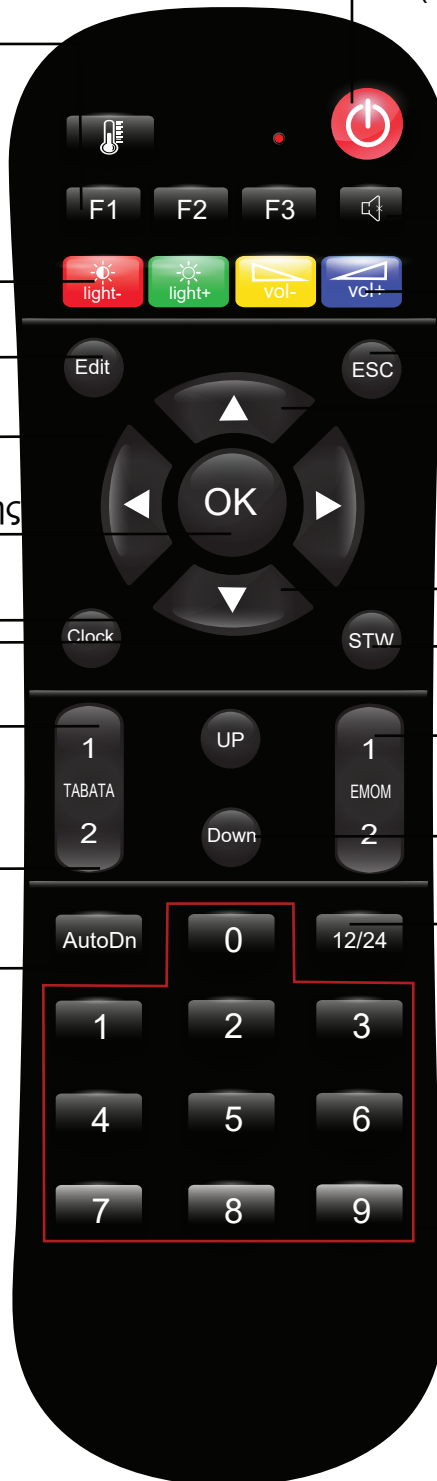 F1 F2 F3
light- light+ vol- vol+
Edit ESC
OK
ns
Clock STW
1 UP 1
TABATA EMOM
2 Down 2
AutoDn 0 12/24
1 2 3
4 5 6
7 8 9